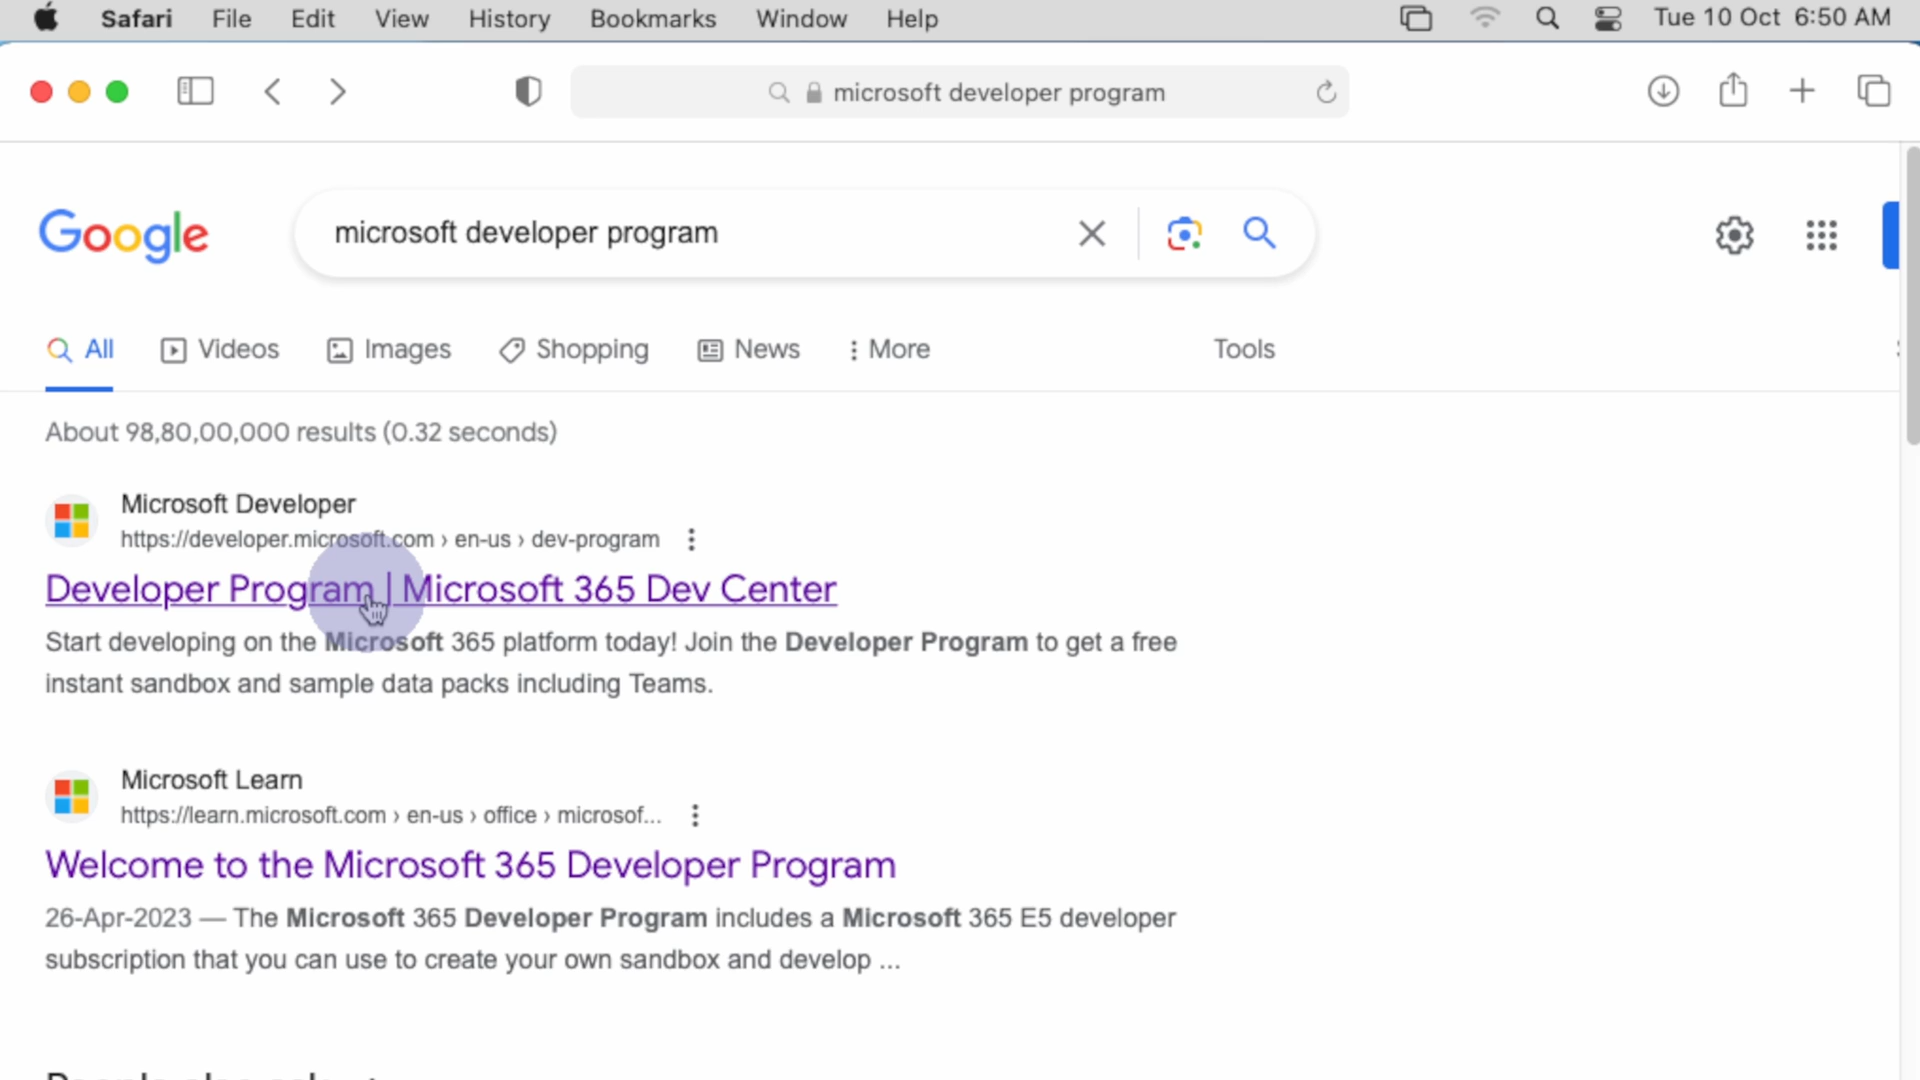 Safari File Edit View History Bookmarks Window Help Tue 10 Oct 6:50 AM
microsoft developer program
Google microsoft developer program
All Videos Images Shopping News More Tools
About 98,80,00,000 results (0.32 seconds)
Microsoft Developer
https://developer.microsoft.com › en-us › dev-program
Developer Program | Microsoft 365 Dev Center
Start developing on the Microsoft 365 platform today! Join the Developer Program to get a free
instant sandbox and sample data packs including Teams.
Microsoft Learn
https://learn.microsoft.com › en-us › office › microsof...
Welcome to the Microsoft 365 Developer Program
26-Apr-2023 — The Microsoft 365 Developer Program includes a Microsoft 365 E5 developer
subscription that you can use to create your own sandbox and develop ...